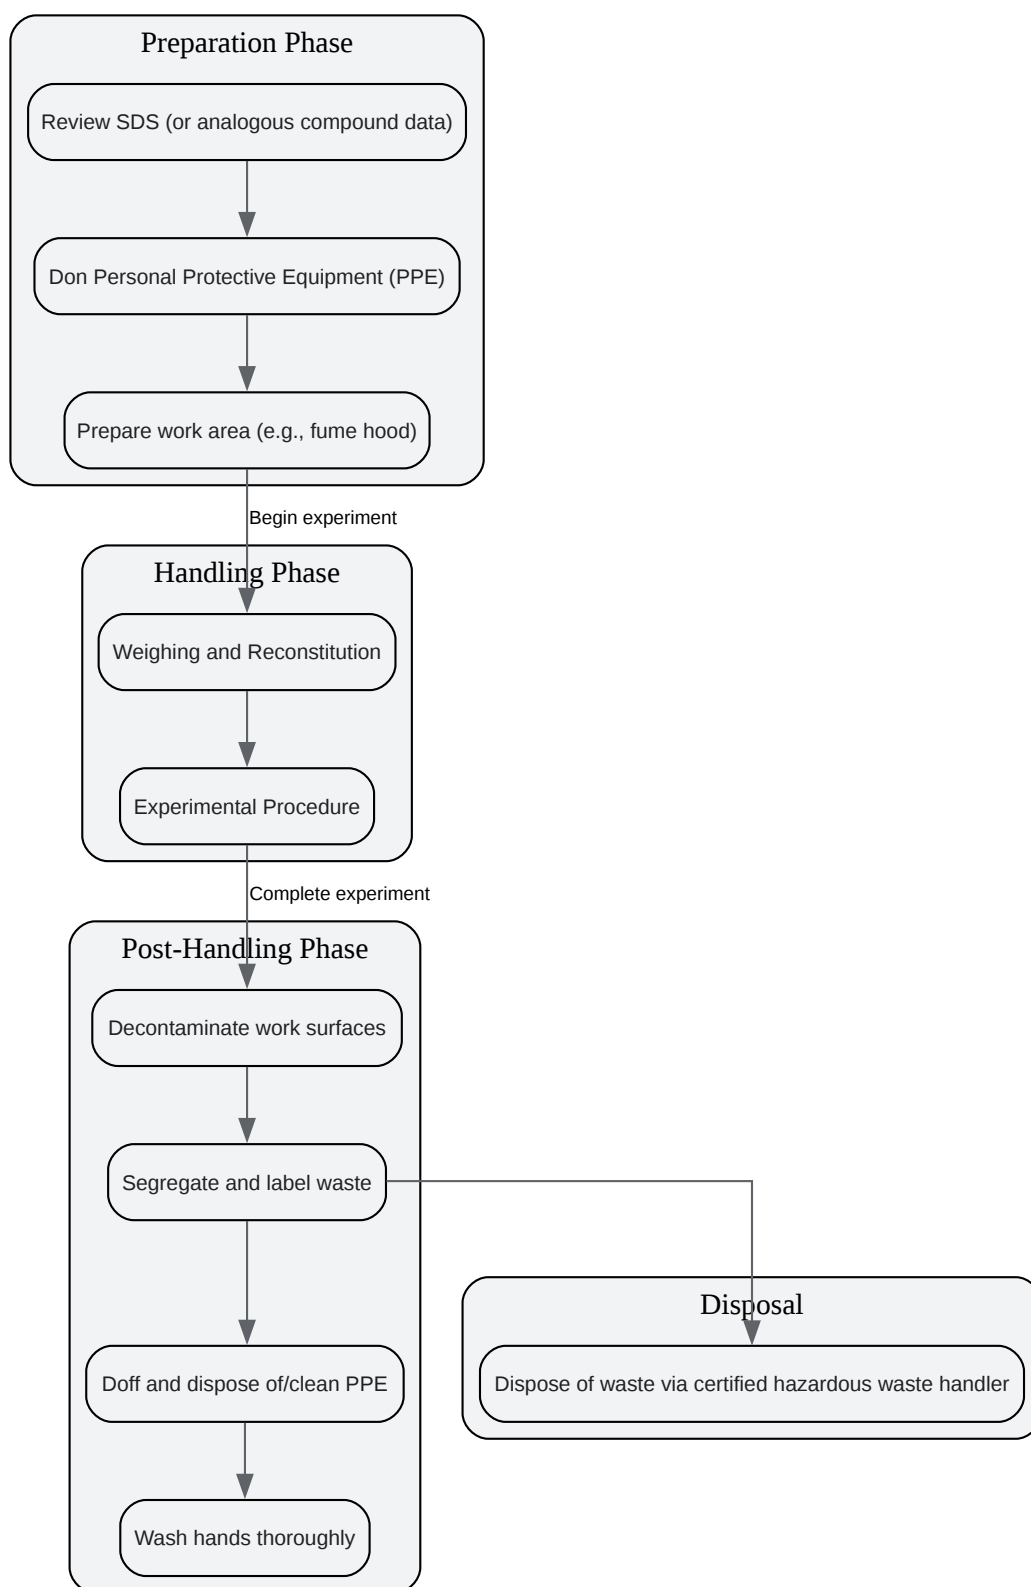 Preparation Phase
Review SDS (or analogous compound data)
Don Personal Protective Equipment (PPE)
Prepare work area (e.g., fume hood)
Begin experiment
Handling Phase
Weighing and Reconstitution
Experimental Procedure
Complete experiment
Post-Handling Phase
Decontaminate work surfaces
Segregate and label waste
Disposal
Doff and dispose of/clean PPE
Dispose of waste via certified hazardous waste handler
Wash hands thoroughly